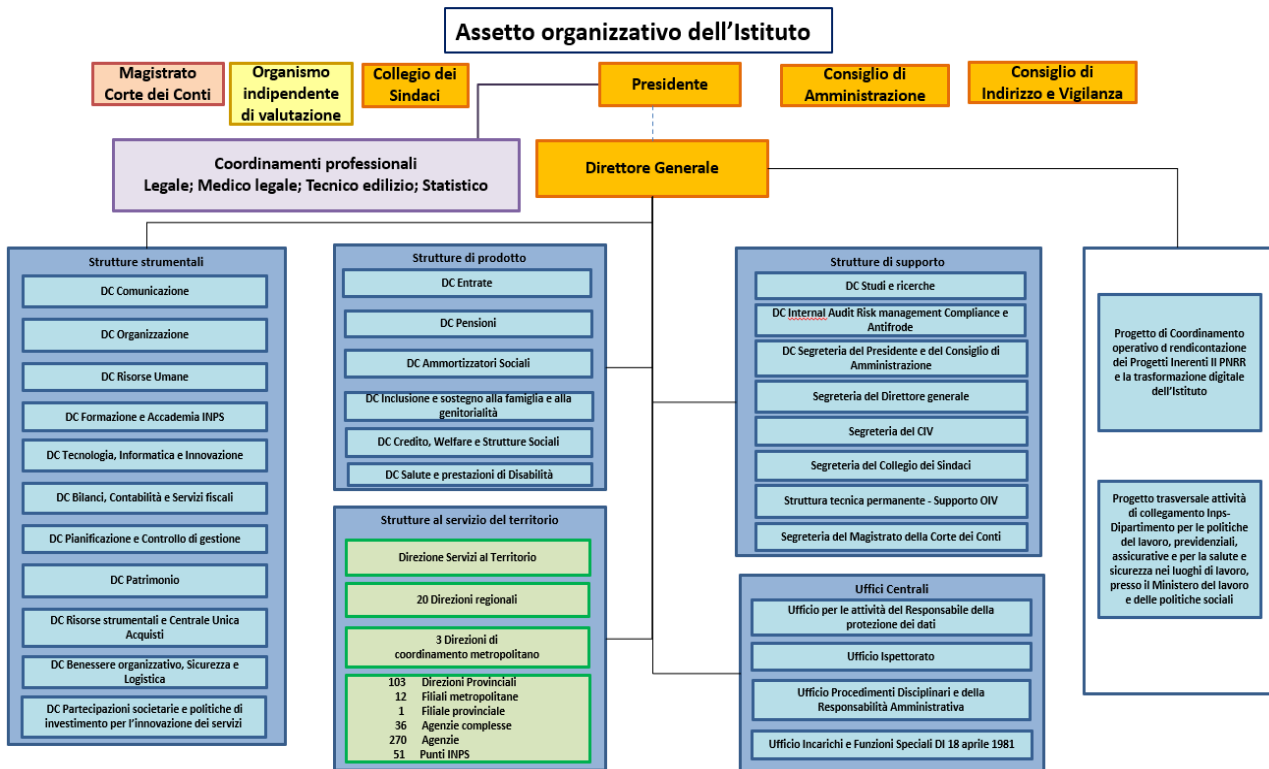 Assetto organizzativo dell’Istituto
Magistrato
Corte dei Conti
Organismo
indipendente
di valutazione
Collegio dei
Sindaci
Presidente
Consiglio di
Amministrazione
Consiglio di
Indirizzo e Vigilanza
Coordinamenti professionali
Legale; Medico legale; Tecnico edilizio; Statistico
Direttore Generale
Strutture strumentali
DC Comunicazione
DC Organizzazione
DC Risorse Umane
DC Formazione e Accademia INPS
DC Tecnologia, Informatica e Innovazione
DC Bilanci, Contabilità e Servizi fiscali
DC Pianificazione e Controllo di gestione
DC Patrimonio
DC Risorse strumentali e Centrale Unica
Acquisti
DC Benessere organizzativo, Sicurezza e
Logistica
DC Partecipazioni societarie e politiche di
investimento per l’innovazione dei servizi
Strutture di prodotto
DC Entrate
DC Pensioni
DC Ammortizzatori Sociali
DC Inclusione e sostegno alla famiglia e alla
genitorialità
DC Credito, Welfare e Strutture Sociali
DC Salute e prestazioni di Disabilità
Strutture al servizio del territorio
Direzione Servizi al Territorio
20 Direzioni regionali
3 Direzioni di
coordinamento metropolitano
103 Direzioni Provinciali
12 Filiali metropolitane
1 Filiale provinciale
36 Agenzie complesse
270 Agenzie
51 Punti INPS
Strutture di supporto
DC Studi e ricerche
DC Internal Audit Risk management Compliance e
Antifrode
DC Segreteria del Presidente e del Consiglio di
Amministrazione
Segreteria del Direttore generale
Segreteria del CIV
Segreteria del Collegio dei Sindaci
Struttura tecnica permanente - Supporto OIV
Segreteria del Magistrato della Corte dei Conti
Uffici Centrali
Ufficio per le attività del Responsabile della
protezione dei dati
Ufficio Ispettorato
Ufficio Procedimenti Disciplinari e della
Responsabilità Amministrativa
Ufficio Incarichi e Funzioni Speciali DI 18 aprile 1981
Progetto di Coordinamento
operativo d rendicontazione
dei Progetti Inerenti Il PNRR
e la trasformazione digitale
dell’Istituto
Progetto trasversale attività
di collegamento Inps-
Dipartimento per le politiche
del lavoro, previdenziali,
assicurative e per la salute e
sicurezza nei luoghi di lavoro,
presso il Ministero del lavoro
e delle politiche sociali